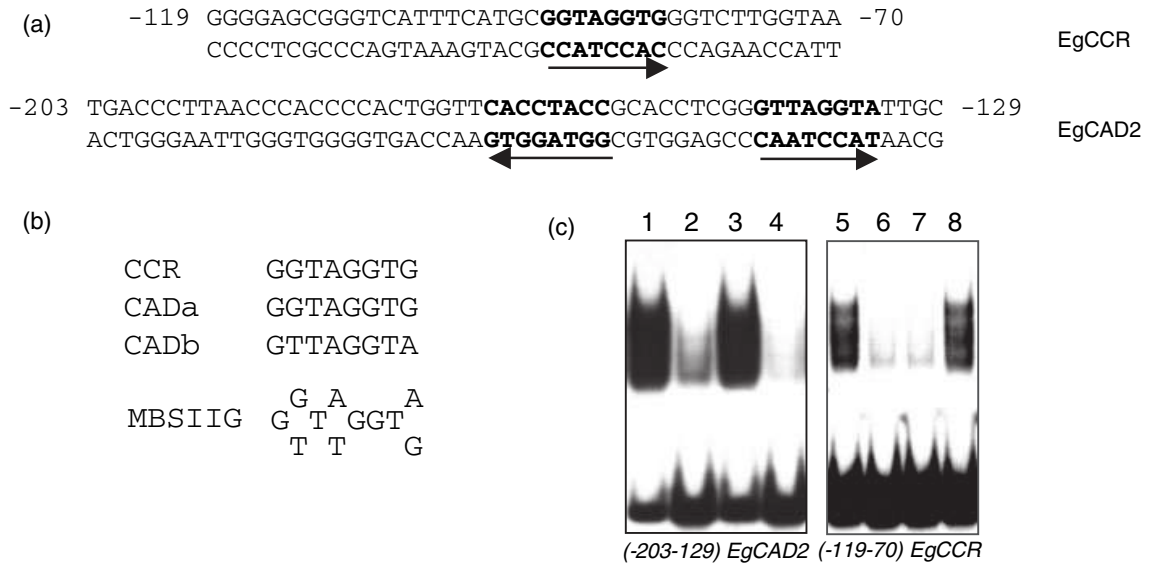 (a)
-119 GGGGAGCGGGTCATTTCATGCGGTAGGTGGGTCTTGGTAA -70
CCCCTCGCCCAGTAAAGTACGCCATCCACCCAGAACCATT
EgCCR
-203 TGACCCTTAACCCACCCCACTGGTTCACCTACCGCACCTCGGGTTAGGTATTGC -129
ACTGGGAATTGGGTGGGGTGACCAAGTGGATGGCGTGGAGCCCAATCCATAACG
EgCAD2
(b)
CCR GGTAGGTG
CADa GGTAGGTG
CADb GTTAGGTA
G A A
MBSIIG G T GGT
T T G
(c)
1 2 3 4 5 6 7 8
(-203-129) EgCAD2 (-119-70) EgCCR